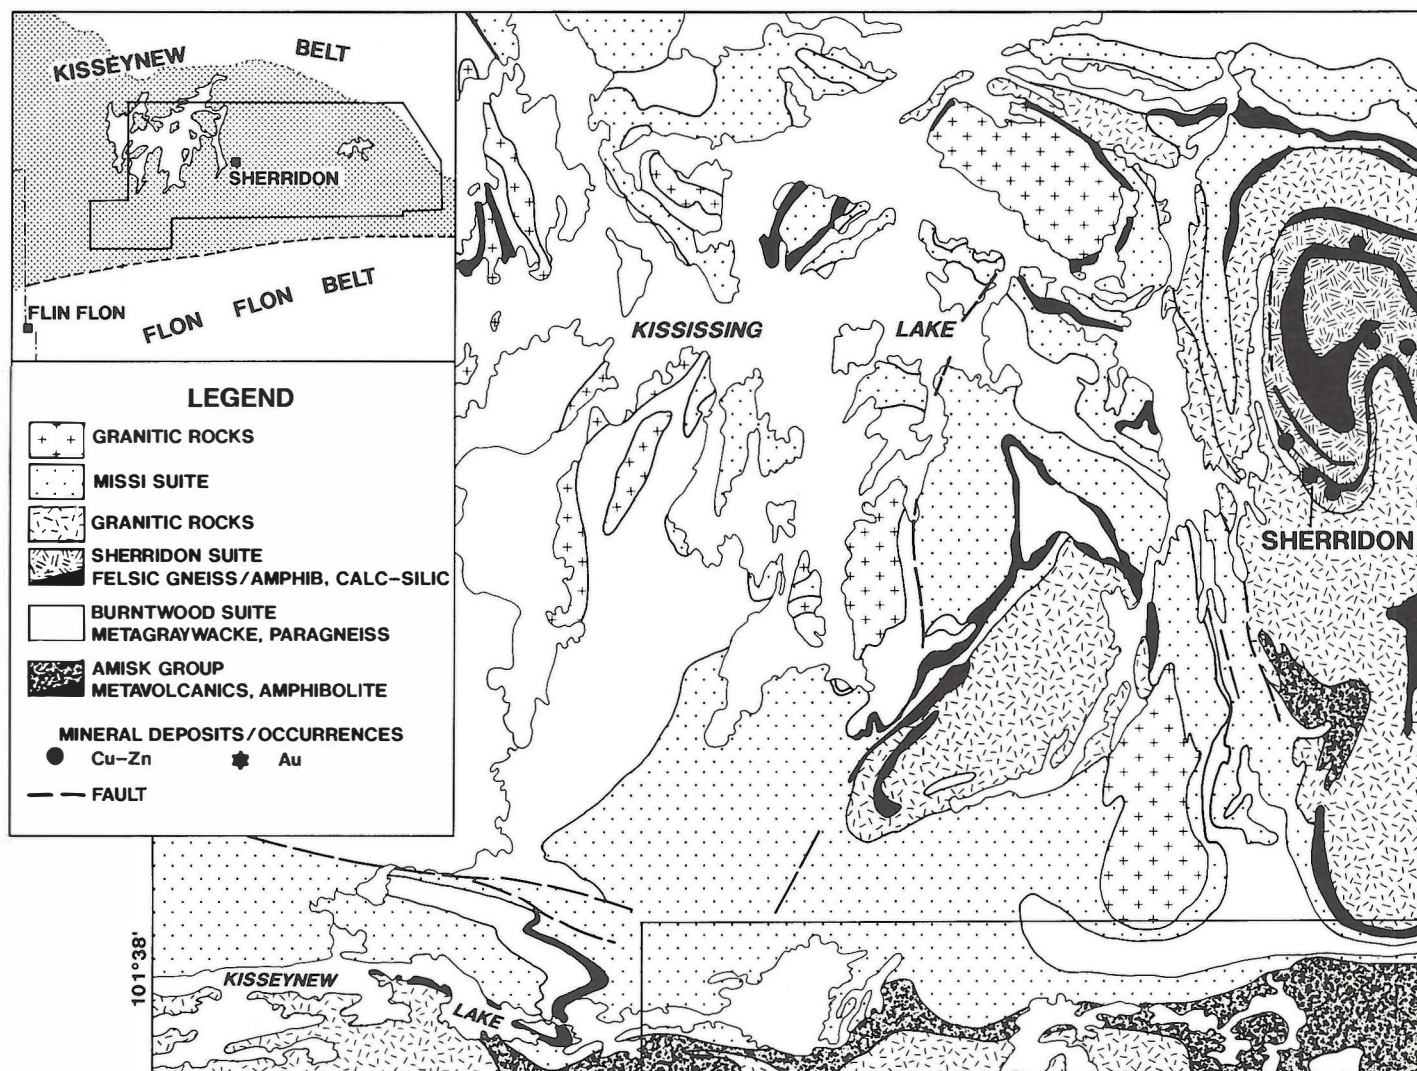 KISSEYNEW BELT
SHERRIDON
FLIN FLON
FLON FLON BELT
LEGEND
GRANITIC ROCKS
MISSI SUITE
GRANITIC ROCKS
SHERRIDON SUITE
FELSIC GNEISS/AMPHIB, CALC-SILIC
BURNTWOOD SUITE
METAGRAYWACKE, PARAGNEISS
AMISK GROUP
METAVOLCANICS, AMPHIBOLITE
MINERAL DEPOSITS/OCCURRENCES
Cu-Zn Au
FAULT
KISSISSING LAKE
SHERRIDON
101°38'
KISSEYNEW
LAKE